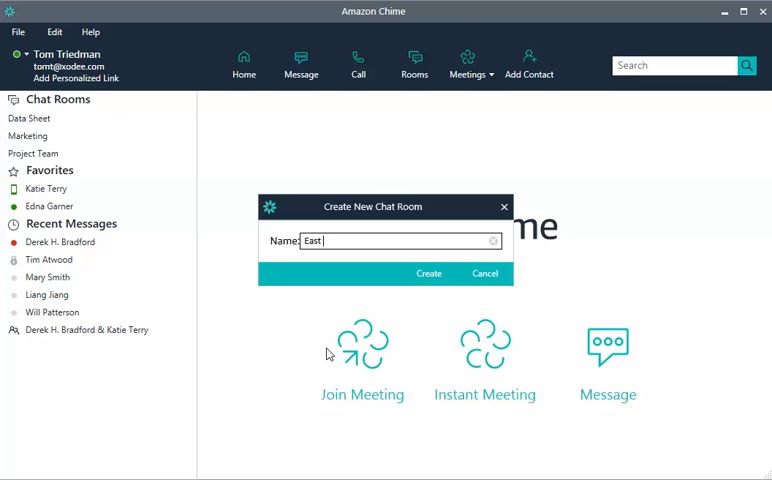 Amazon Chime
File Edit Help
Tom Triedman
tomt@xodee.com
Add Personalized Link
Home Message Call Rooms Meetings Add Contact
Search
Chat Rooms
Data Sheet
Marketing
Project Team
Favorites
Katie Terry
Edna Garner
Recent Messages
Derek H. Bradford
Tim Atwood
Mary Smith
Liang Jiang
Will Patterson
Derek H. Bradford & Katie Terry
Create New Chat Room
Name: East
Create Cancel
me
Join Meeting Instant Meeting Message